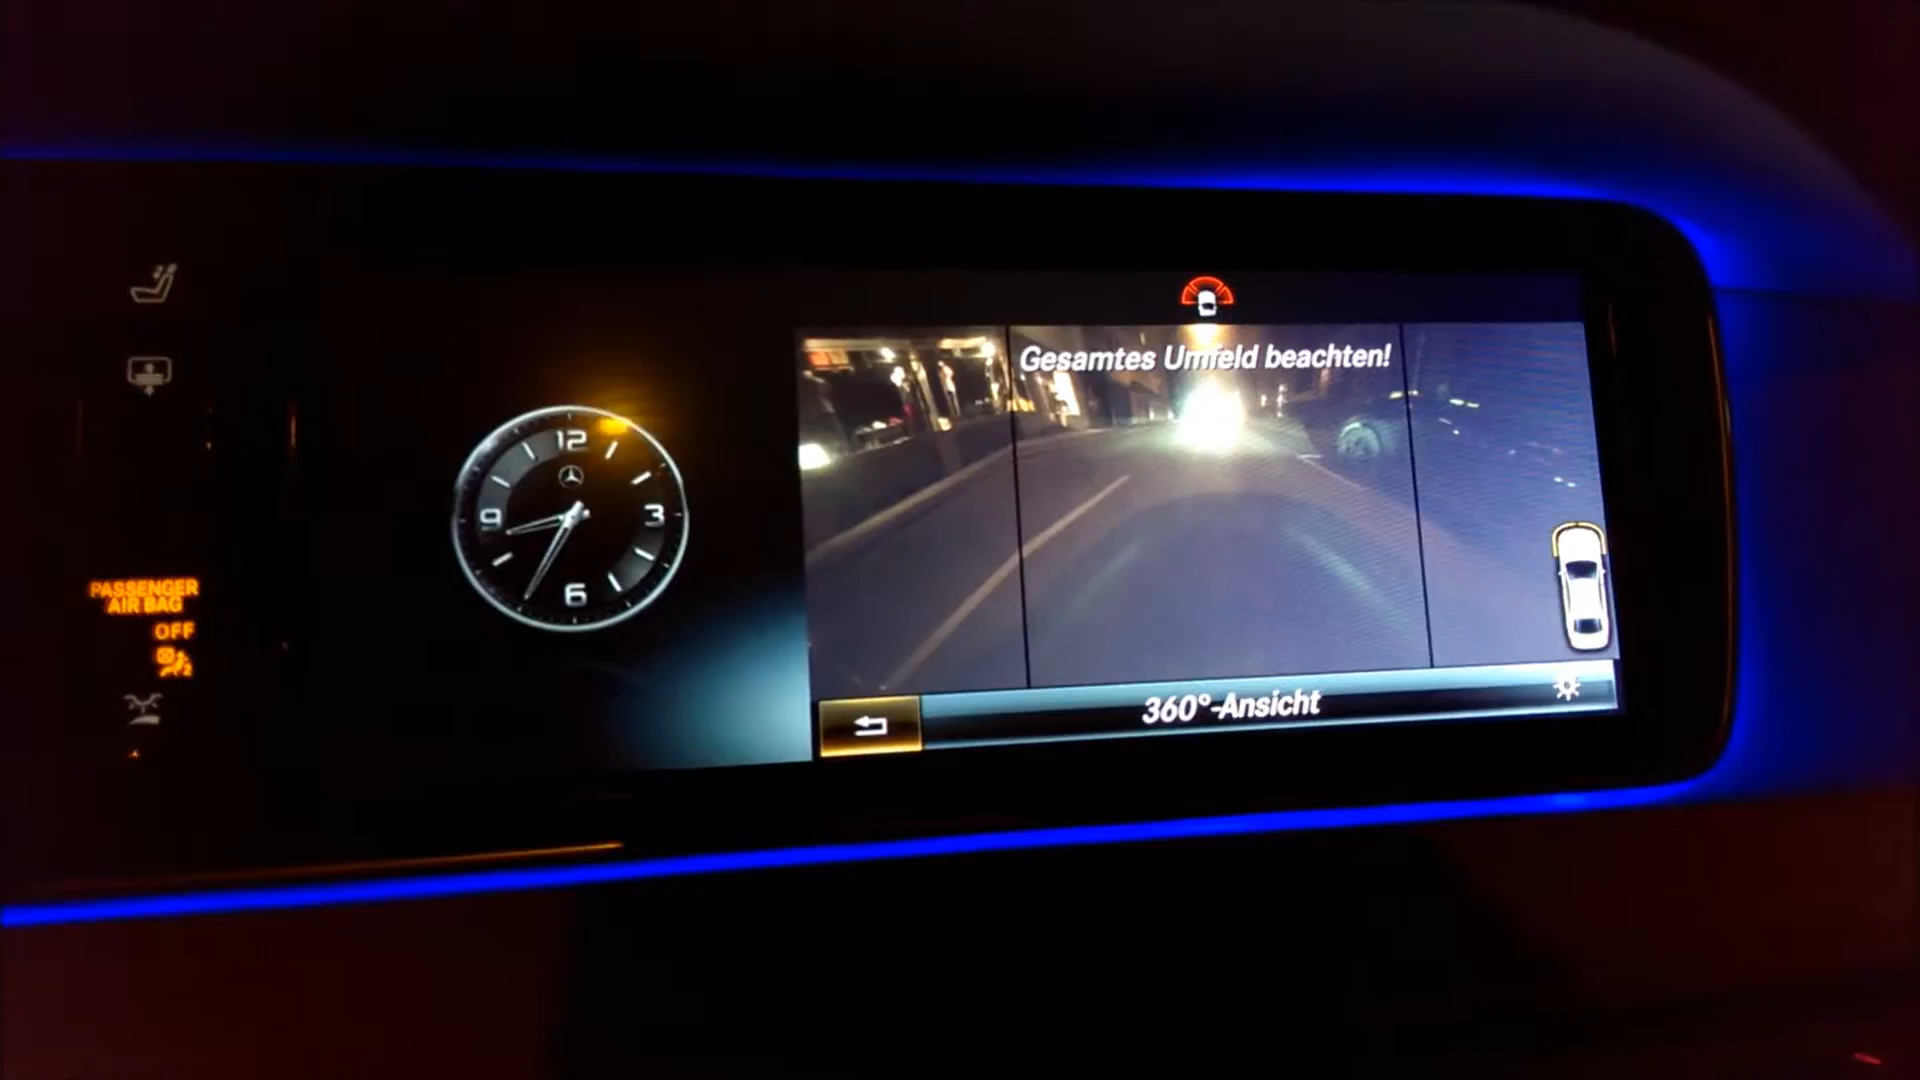 Gesamtes Umfeld beachten!
12
9
3
6
PASSENGER
AIR BAG
OFF
360°-Ansicht